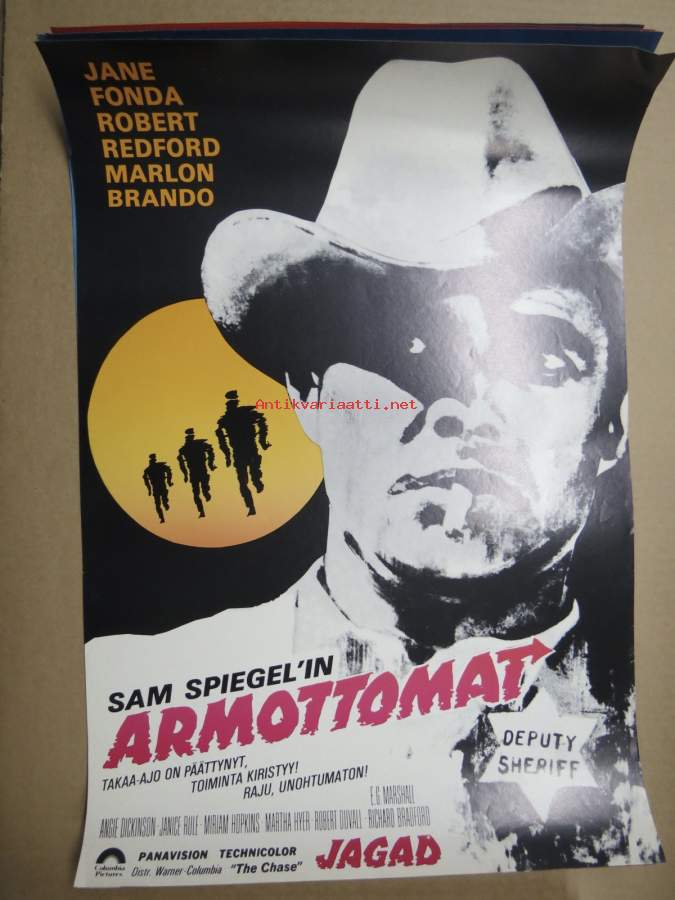 JANE
FONDA
ROBERT
REDFORD
MARLON
BRANDO
Antikvariaatti.net
SAM SPIEGEL'IN
ARMOTTOMAT
DEPUTY
SHERIFF
TAKAA-AJO ON PÄÄTTYNYT,
TOIMINTA KIRISTYY!
RAJU, UNOHTUMATON!
E.G MARSHALL
ANGIE DICKINSON JANICE RULE MIRIAM HOPKINS MARTHA HYER ROBERT DUVALL RICHARD BRADFORD
Columbia
Pictures
PANAVISION TECHNICOLOR
Distr. Warner-Columbia "The Chase"
JAGAD